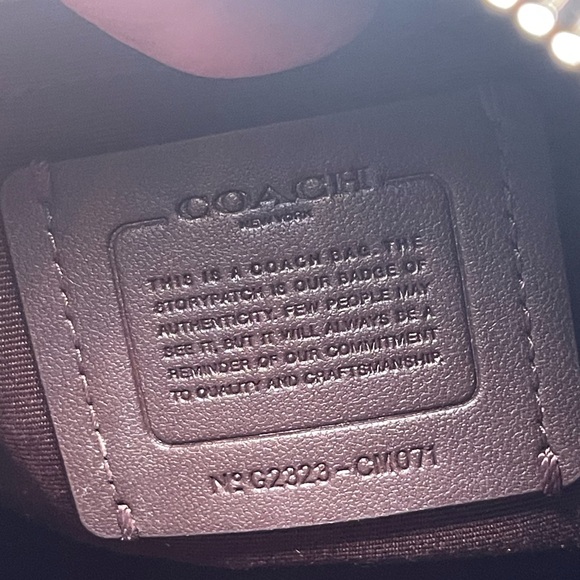 COACH
NEW YORK
THIS IS A COACH BAG. THE
STORYPATCH IS OUR BADGE OF
AUTHENTICITY. FEW PEOPLE MAY
SEE IT, BUT IT WILL ALWAYS BE A
REMINDER OF OUR COMMITMENT
TO QUALITY AND CRAFTSMANSHIP.
Nº G2323-CM071